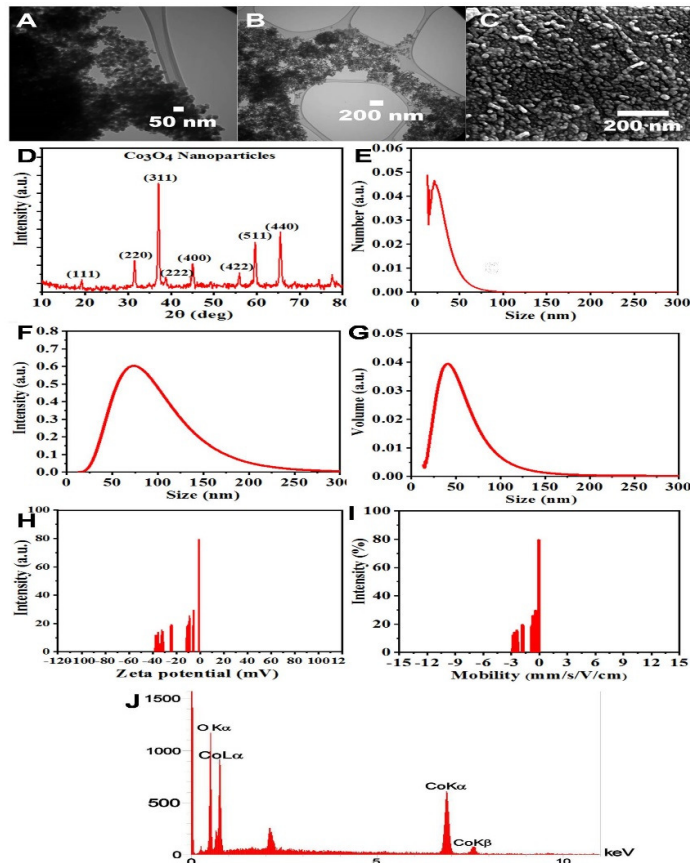 A
50 nm
B
200 nm
C
200 nm
D
Co3O4 Nanoparticles
Intensity (a.u.)
(111)
(220)
(311)
(222)
(400)
(422)
(511)
(440)
10 20 30 40 50 60 70 80
2θ (deg)
E
Number (a.u.)
0.05
0.04
0.03
0.02
0.01
0.00
0 50 100 150 200 250 300
Size (nm)
F
Intensity (a.u.)
0.8
0.7
0.6
0.5
0.4
0.3
0.2
0.1
0.0
0 50 100 150 200 250 300
Size (nm)
G
Volume (a.u.)
0.05
0.04
0.03
0.02
0.01
0.00
0 50 100 150 200 250 300
Size (nm)
H
Intensity (a.u.)
100
80
60
40
20
0
-120 -100 -80 -60 -40 -20 0 20 40 60 80 100 120
Zeta potential (mV)
I
Intensity (%)
100
80
60
40
20
0
-15 -12 -9 -6 -3 0 3 6 9 12 15
Mobility (mm/s/V/cm)
J
1500
1000
500
0
O Kα
CoLα
CoKα
CoKβ
0 5 10
keV